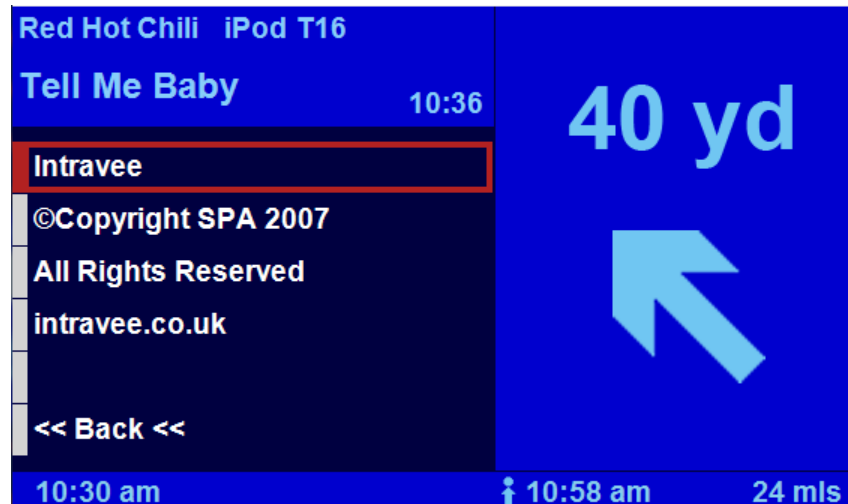 Red Hot Chili iPod T16
Tell Me Baby
10:36
Intravee
©Copyright SPA 2007
All Rights Reserved
intravee.co.uk
<< Back <<
40 yd
10:30 am
10:58 am
24 mls